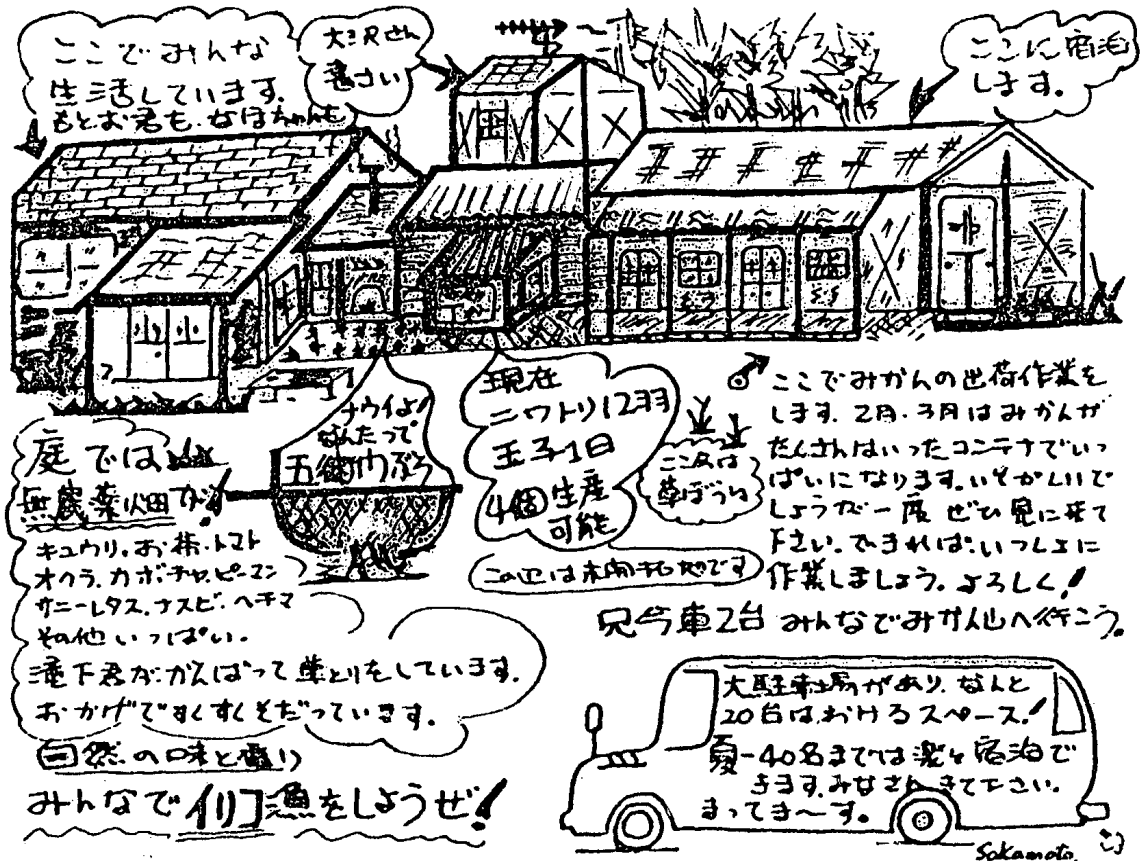 ここでみんな
生活しています。
もとお君も、なほちゃんも
大沢さん
ここに宿泊
します。
ナウイよ!
なんたって
五衛門ぶろ
現在
ニワトリ12羽
玉子1日
4個生産
可能
ここは
草ぼうぼう
この辺は未開拓地です
庭では
無農薬畑が!
キュウリ。お茶・トマト
オクラ、カボチャ、ピーマン
サニーレタス、ナスビ、ヘチマ
その他いっぱい。
滝下君ががんばって草とりをしています。
おかげですくすくそだっています。
自然の味と香り
みんなでイリコ漁をしようぜ!
ここでみかんの出荷作業を
します。2月・3月はみかんが
たくさんはいったコンテナでいっ
ぱいになります。いそがしいで
しょうが一度ぜひ見に来て
下さい。できれば、いっしょに
作業しましょう。よろしく!
只今車2台 みんなでみかん山へ行こう。
大駐車場があり、なんと
20台はおけるスペース!
夏-40名までは楽々宿泊で
きます。みなさんきて下さい。
まってま〜す。
Sakamoto